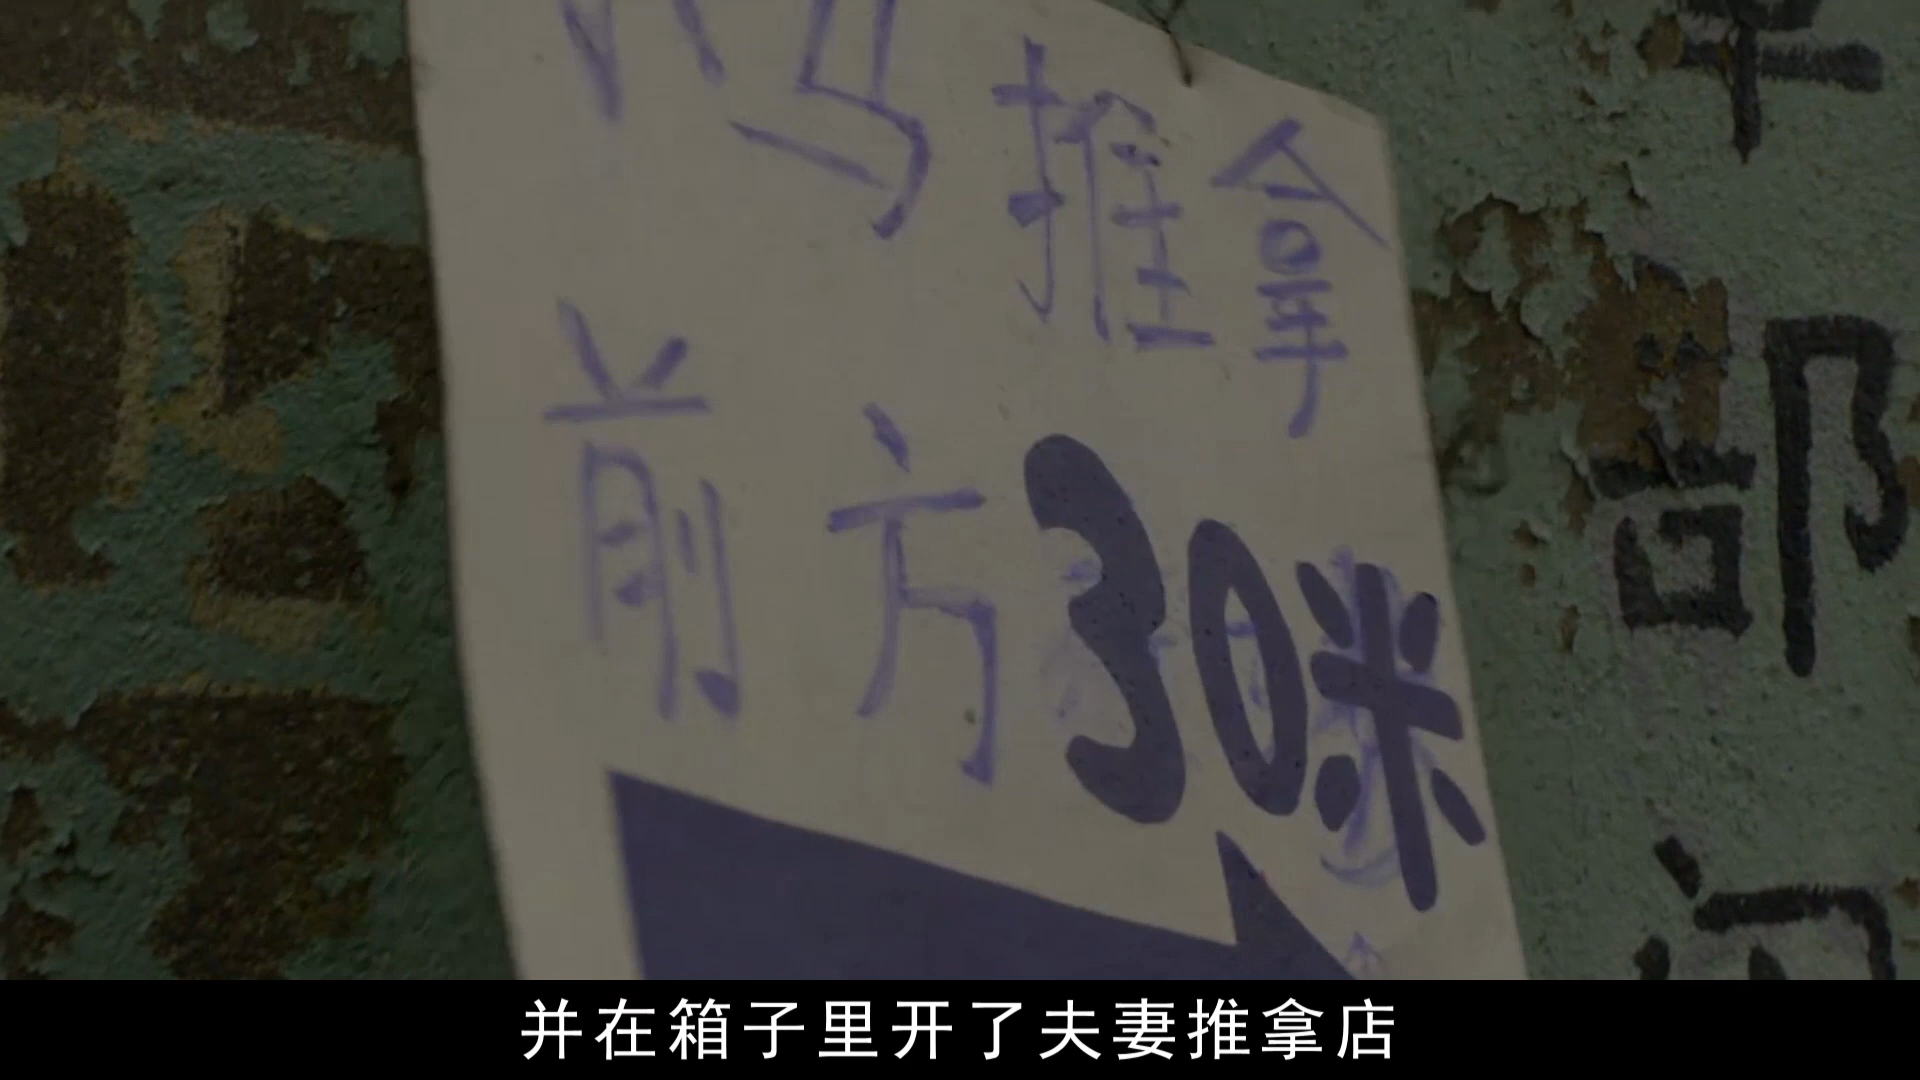 推拿
前方30米
部
并在箱子里开了夫妻推拿店